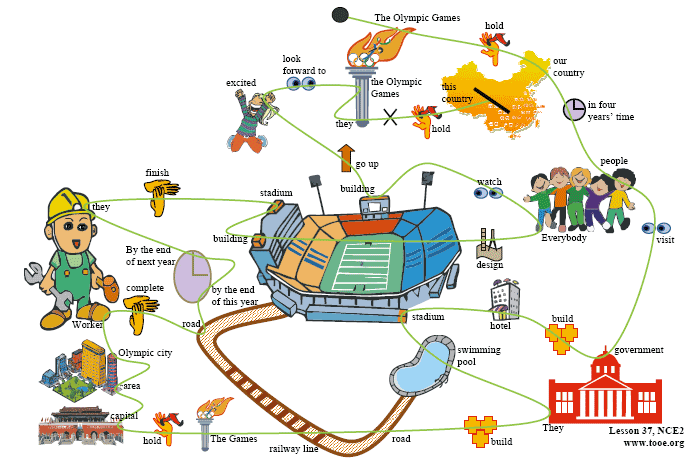 The Olympic Games
hold
our
country
look
forward to
excited
the Olympic
Games
this
country
they
hold
in four
years' time
go up
people
finish
stadium
building
watch
they
building
Everybody
visit
By the end
of next year
design
by the end
of this year
complete
hotel
build
Worker
road
stadium
Olympic city
swimming
pool
government
area
capital
hold
The Games
railway line
road
build
They
Lesson 37, NCE2
www.tooe.org